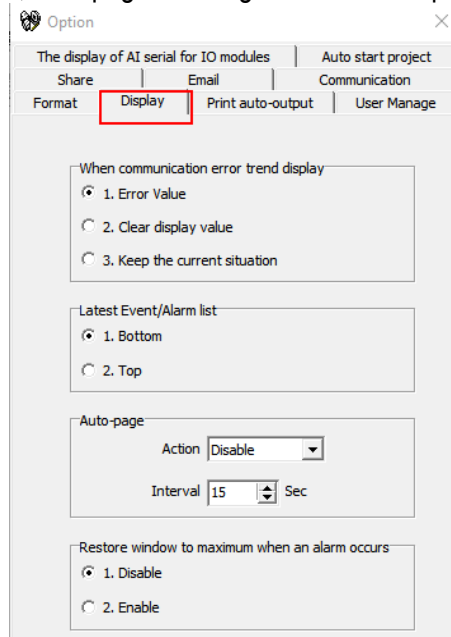 Option
The display of AI serial for IO modules Auto start project
Share Email Communication
Format Display Print auto-output User Manage
When communication error trend display
1. Error Value
2. Clear display value
3. Keep the current situation
Latest Event/Alarm list
1. Bottom
2. Top
Auto-page
Action Disable
Interval 15 Sec
Restore window to maximum when an alarm occurs
1. Disable
2. Enable